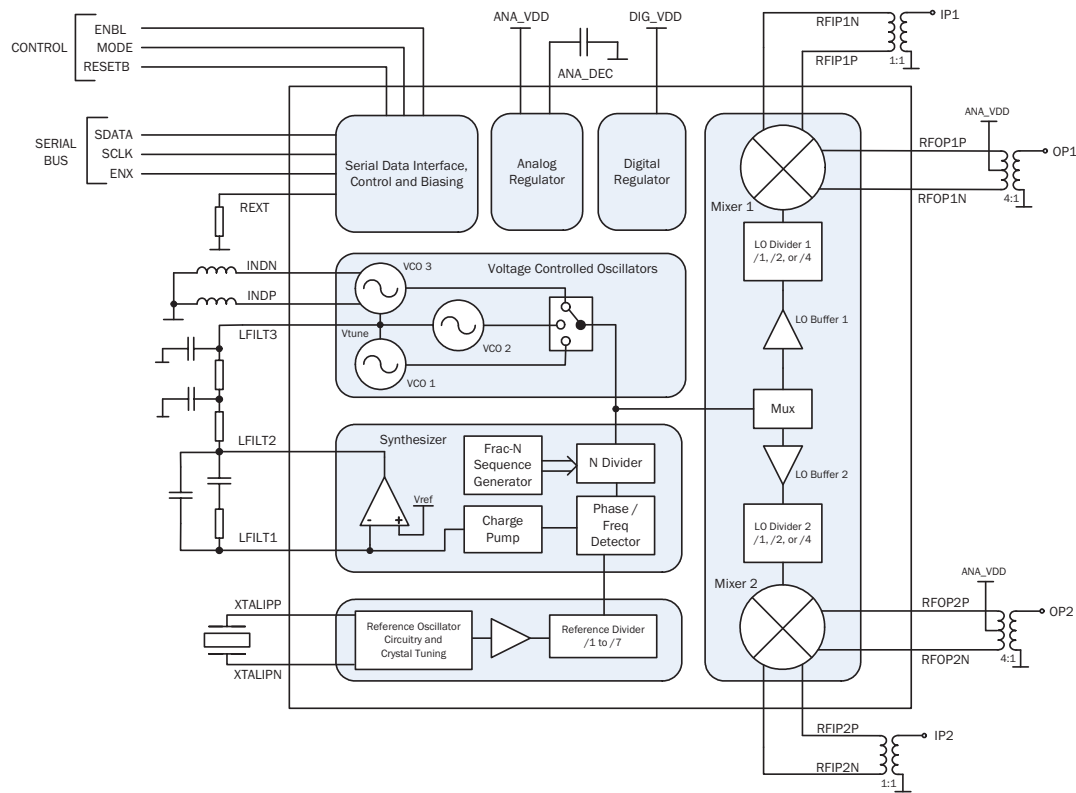 CONTROL
ENBL
MODE
RESETB
SERIAL
BUS
SDATA
SCLK
ENX
REXT
ANA_VDD
ANA_DEC
DIG_VDD
RFIP1N
RFIP1P
IP1
1:1
Serial Data Interface,
Control and Biasing
Analog
Regulator
Digital
Regulator
Mixer 1
ANA_VDD
RFOP1P
RFOP1N
OP1
4:1
LO Divider 1
/1, /2, or /4
LO Buffer 1
INDN
INDP
LFILT3
Vtune
VCO 3
Voltage Controlled Oscillators
VCO 2
VCO 1
Mux
LFILT2
LFILT1
Synthesizer
Frac-N
Sequence
Generator
N Divider
Vref
-
+
Charge
Pump
Phase /
Freq
Detector
LO Buffer 2
LO Divider 2
/1, /2, or /4
Mixer 2
ANA_VDD
RFOP2P
RFOP2N
OP2
4:1
XTALIPP
XTALIPN
Reference Oscillator
Circuitry and
Crystal Tuning
Reference Divider
/1 to /7
RFIP2P
RFIP2N
IP2
1:1